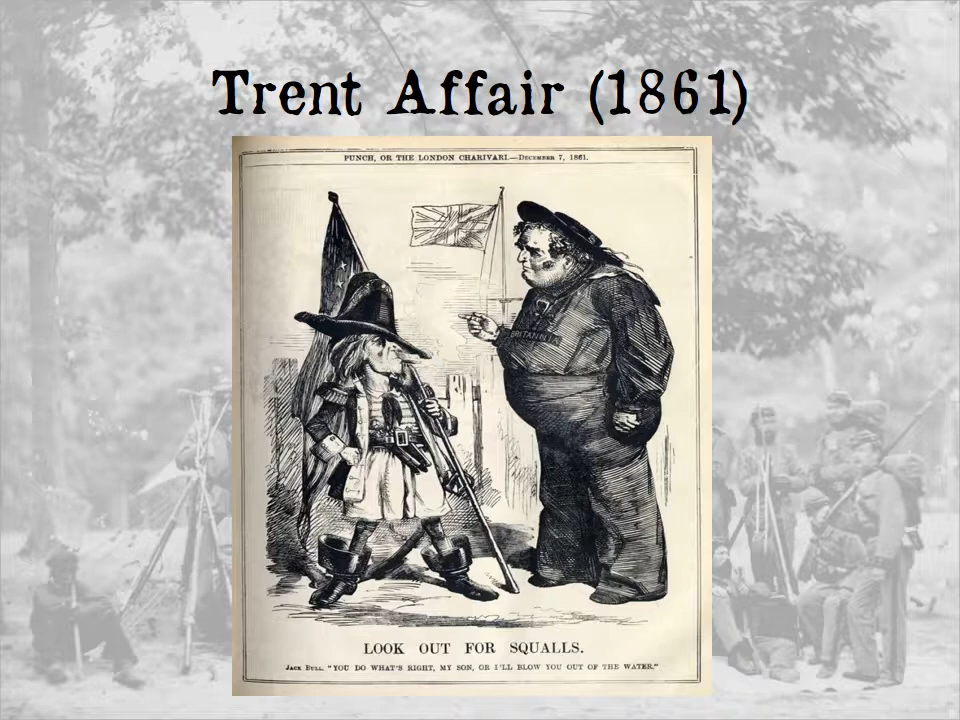 Trent Affair (1861)
PUNCH, OR THE LONDON CHARIVARI.—December 7, 1861.
BRITANNIA
LOOK OUT FOR SQUALLS.
Jack Bull. "YOU DO WHAT'S RIGHT, MY SON, OR I'LL BLOW YOU OUT OF THE WATER."